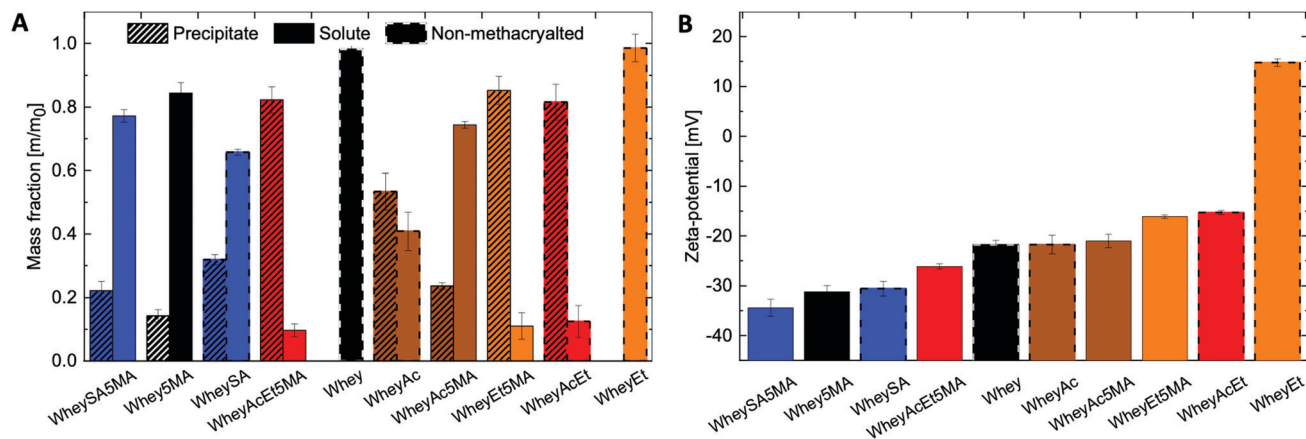 A
Precipitate
Solute
Non-methacryalted
Mass fraction [m/m0]
1.0
0.8
0.6
0.4
0.2
0.0
WheySA5MA
Whey5MA
WheySA
WheyAcEt5MA
Whey
WheyAc
WheyAc5MA
WheyEt5MA
WheyAcEt
WheyEt
B
Zeta-potential [mV]
20
10
0
-10
-20
-30
-40
WheySA5MA
Whey5MA
WheySA
WheyAcEt5MA
Whey
WheyAc
WheyAc5MA
WheyEt5MA
WheyAcEt
WheyEt